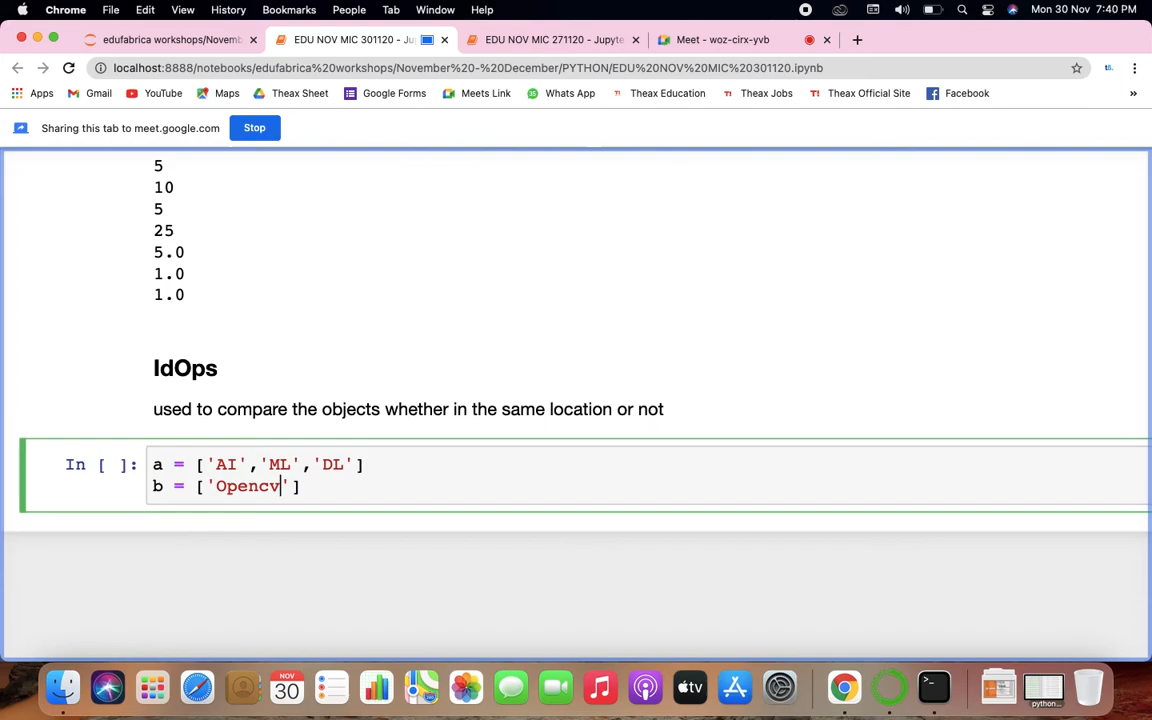 Chrome File Edit View History Bookmarks People Tab Window Help Mon 30 Nov 7:40 PM
edufabrica workshops/Novemb EDU NOV MIC 301120 - Ju EDU NOV MIC 271120 - Jupyte Meet - woz-cirx-yvb
localhost:8888/notebooks/edufabrica%20workshops/November%20-%20December/PYTHON/EDU%20NOV%20MIC%20301120.ipynb
Apps Gmail YouTube Maps Theax Sheet Google Forms Meets Link Whats App Theax Education Theax Jobs Theax Official Site Facebook »
Sharing this tab to meet.google.com Stop
5
10
5
25
5.0
1.0
1.0
IdOps
used to compare the objects whether in the same location or not
In [ ]: a = ['AI','ML','DL']
b = ['Opencv']
NOV
30
tv
python...